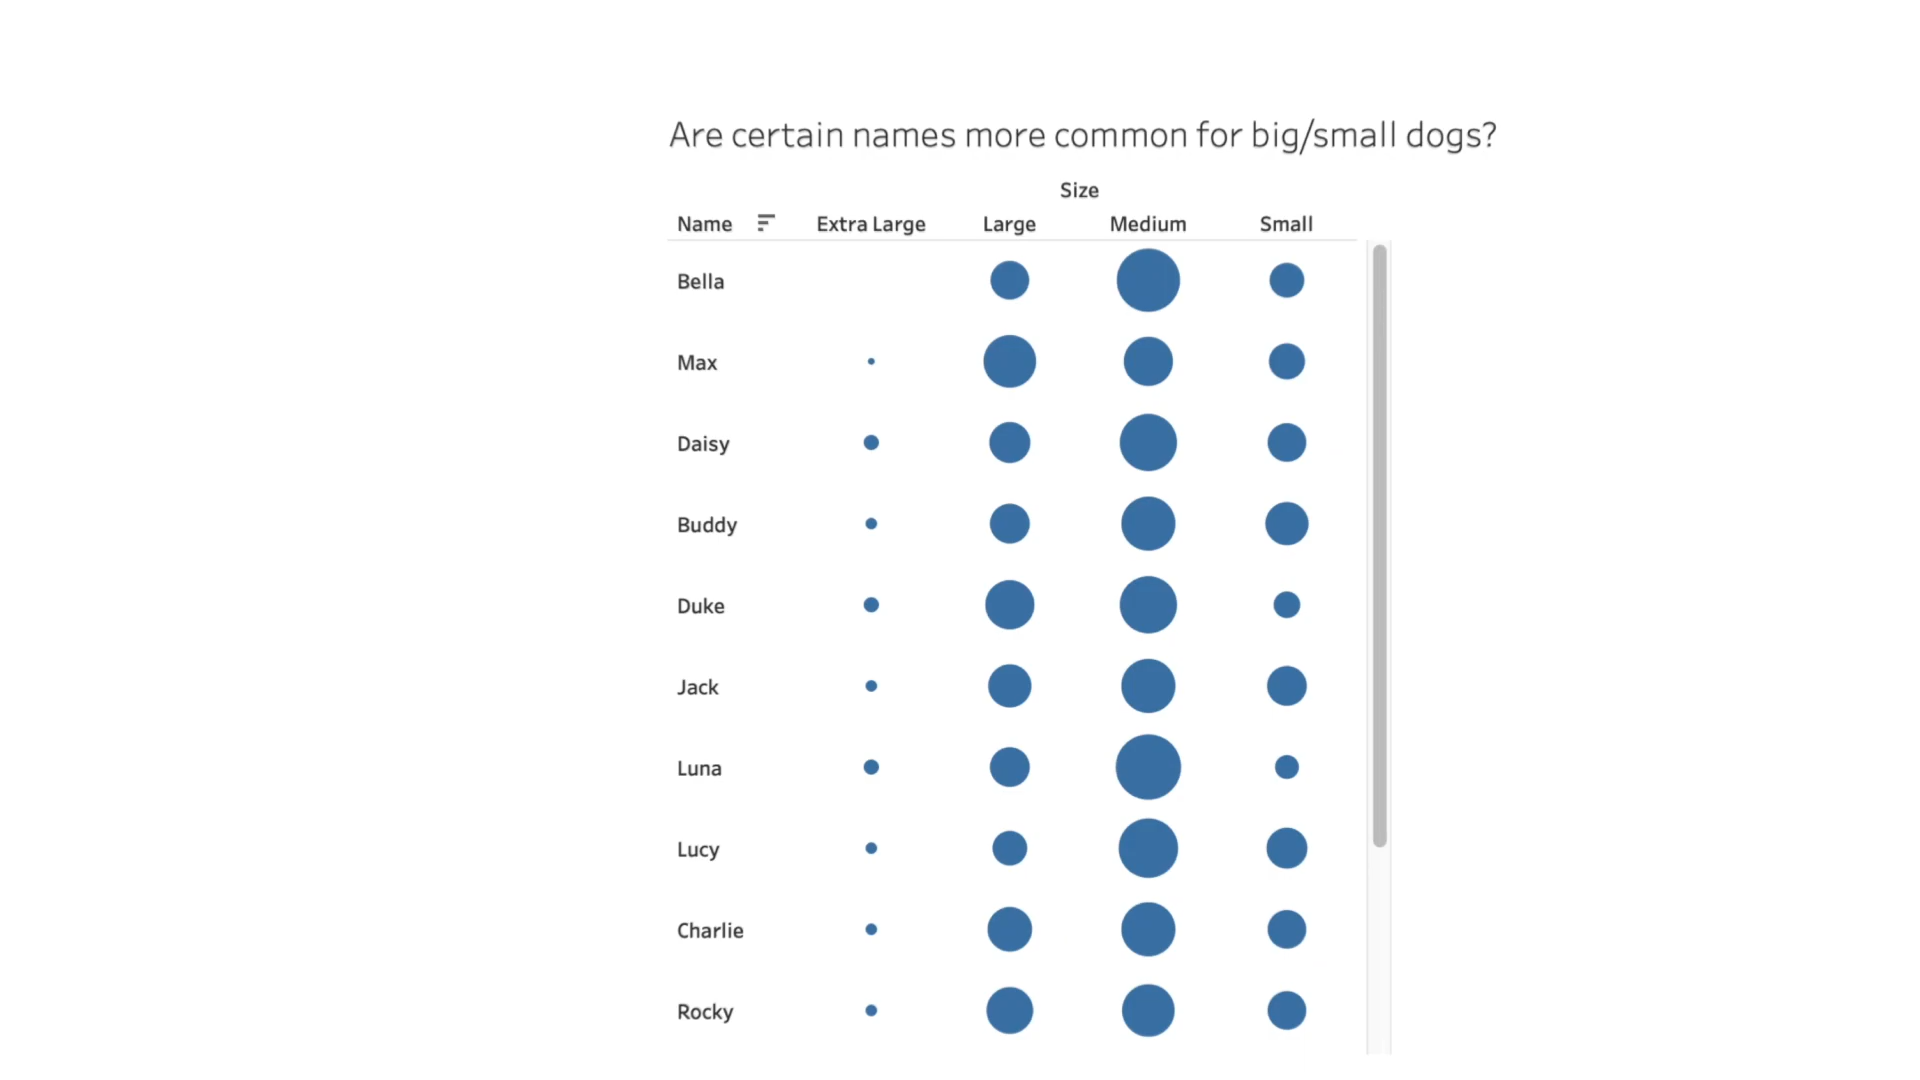 Are certain names more common for big/small dogs?
Size
Name Extra Large Large Medium Small
Bella
Max
Daisy
Buddy
Duke
Jack
Luna
Lucy
Charlie
Rocky